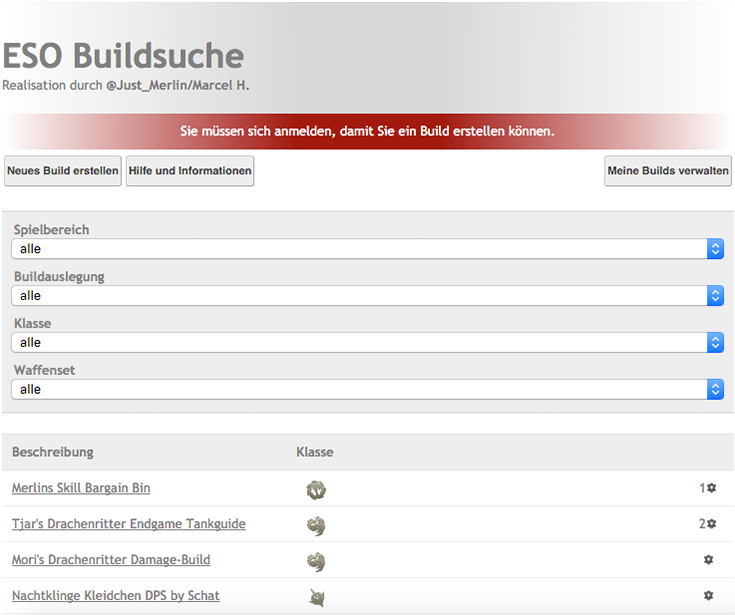 ESO Buildsuche
Realisation durch @Just_Merlin/Marcel H.
Sie müssen sich anmelden, damit Sie ein Build erstellen können.
Neues Build erstellen Hilfe und Informationen Meine Builds verwalten
Spielbereich
alle
Buildauslegung
alle
Klasse
alle
Waffenset
alle
Beschreibung Klasse
Merlins Skill Bargain Bin 1
Tjar's Drachenritter Endgame Tankguide 2
Mori's Drachenritter Damage-Build
Nachtklinge Kleidchen DPS by Schat